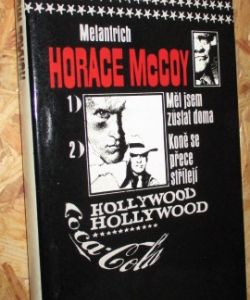 Melantrich
HORACE McCOY
1) Měl jsem
zůstat doma
2) Koně se
přece
střílejí
HOLLYWOOD
HOLLYWOOD
***********
Coca-Cola